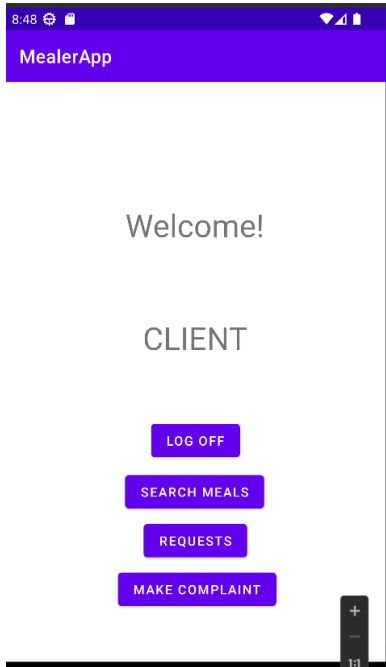 8:48
MealerApp
Welcome!
CLIENT
LOG OFF
SEARCH MEALS
REQUESTS
MAKE COMPLAINT
1:1